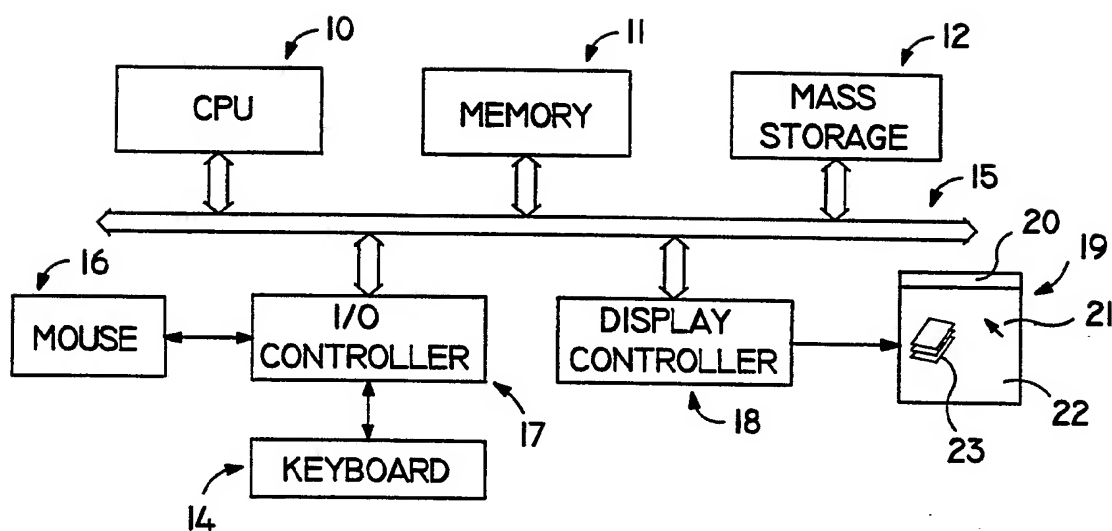 10
11
12
CPU
MEMORY
MASS
STORAGE
15
16
20
19
MOUSE
I/O
CONTROLLER
DISPLAY
CONTROLLER
21
22
23
17
18
KEYBOARD
14